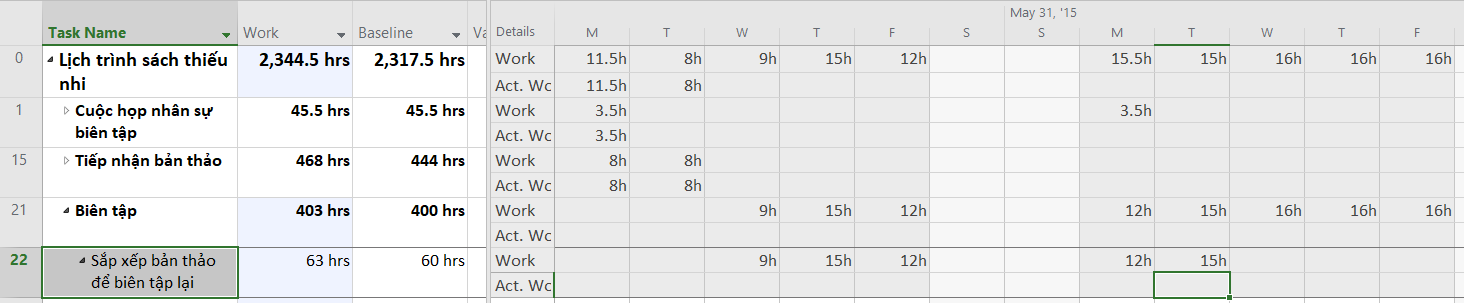 May 31, '15
Task Name Work Baseline Va Details M T W T F S S M T W T F
0 Lịch trình sách thiếu 2,344.5 hrs 2,317.5 hrs Work 11.5h 8h 9h 15h 12h 15.5h 15h 16h 16h 16h
nhi Act. Wc 11.5h 8h
1 Cuộc họp nhân sự 45.5 hrs 45.5 hrs Work 3.5h 3.5h
biên tập Act. Wc 3.5h
15 Tiếp nhận bản thảo 468 hrs 444 hrs Work 8h 8h
Act. Wc 8h 8h
21 Biên tập 403 hrs 400 hrs Work 9h 15h 12h 12h 15h 16h 16h 16h
Act. Wc
22 Sắp xếp bản thảo 63 hrs 60 hrs Work 9h 15h 12h 12h 15h
để biên tập lại Act. Wc